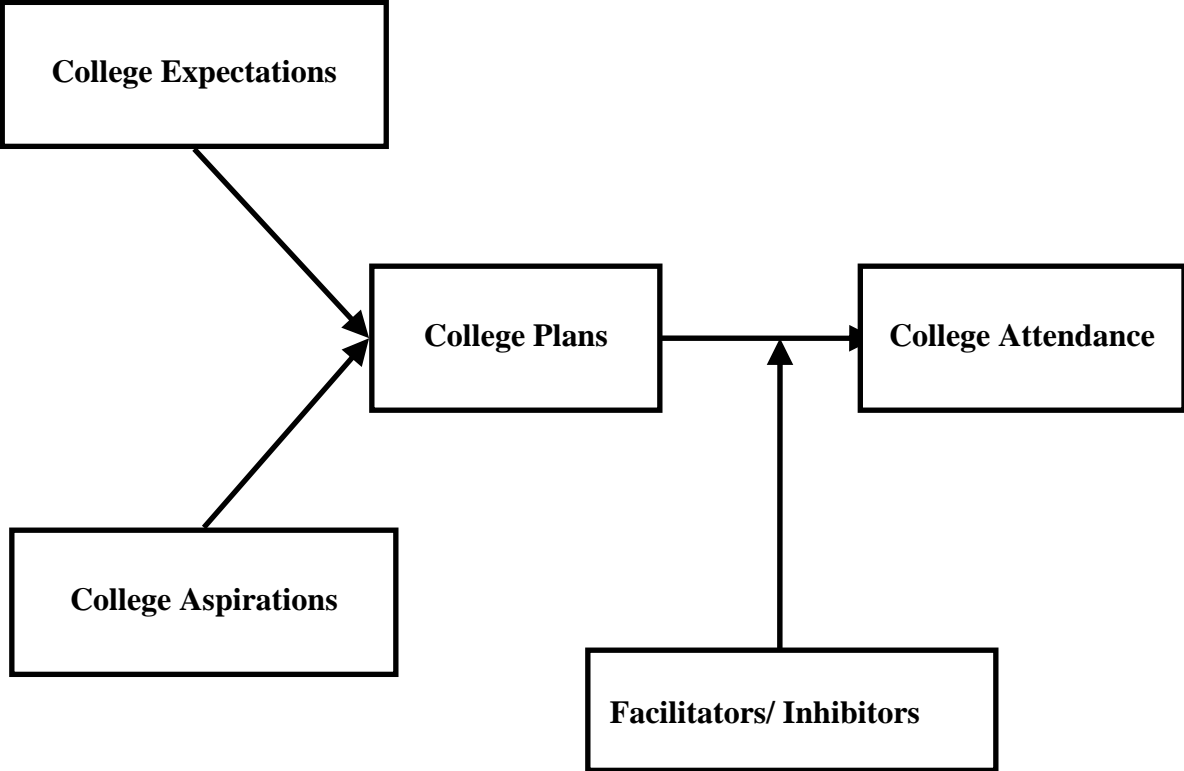 College Expectations
College Plans
College Attendance
College Aspirations
Facilitators/ Inhibitors